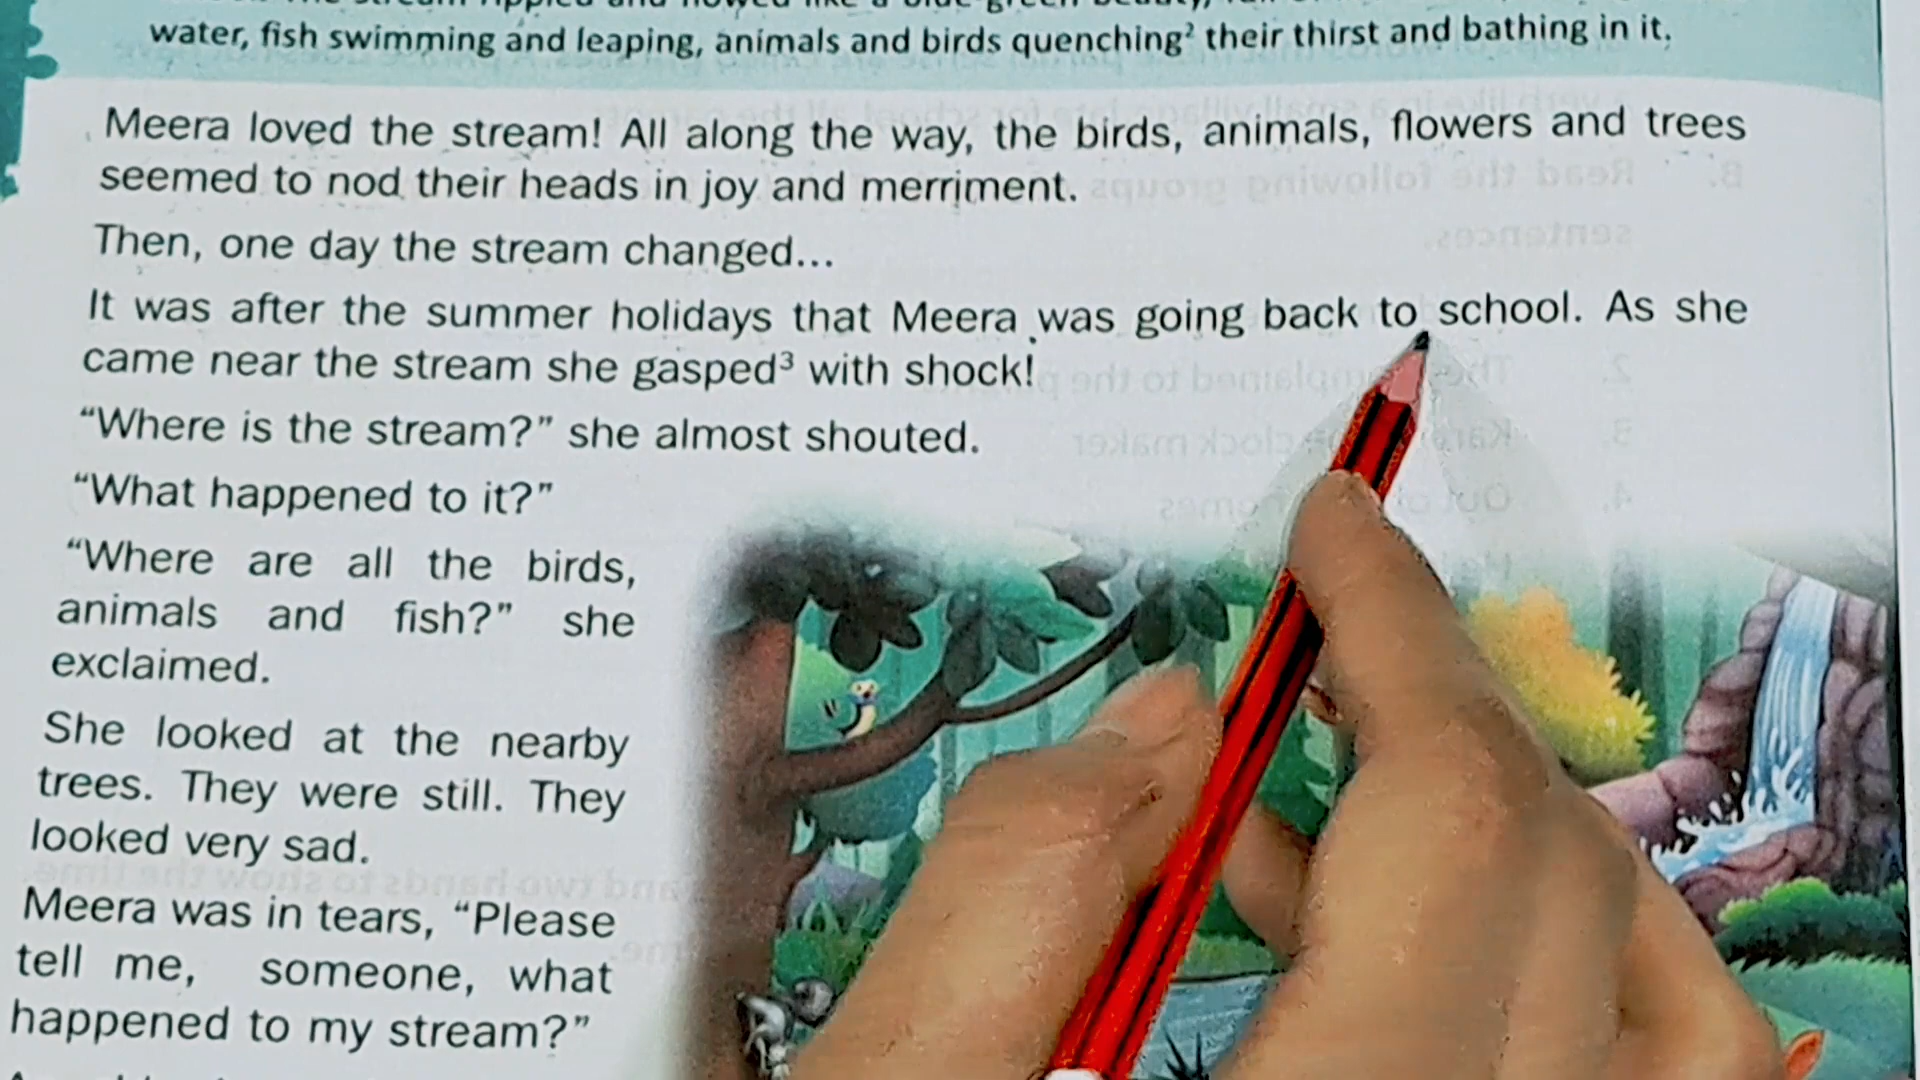 water, fish swimming and leaping, animals and birds quenching² their thirst and bathing in it.
Meera loved the stream! All along the way, the birds, animals, flowers and trees
seemed to nod their heads in joy and merriment.
Then, one day the stream changed...
It was after the summer holidays that Meera was going back to school. As she
came near the stream she gasped³ with shock!
“Where is the stream?” she almost shouted.
“What happened to it?”
“Where are all the birds,
animals and fish?” she
exclaimed.
She looked at the nearby
trees. They were still. They
looked very sad.
Meera was in tears, “Please
tell me, someone, what
happened to my stream?”